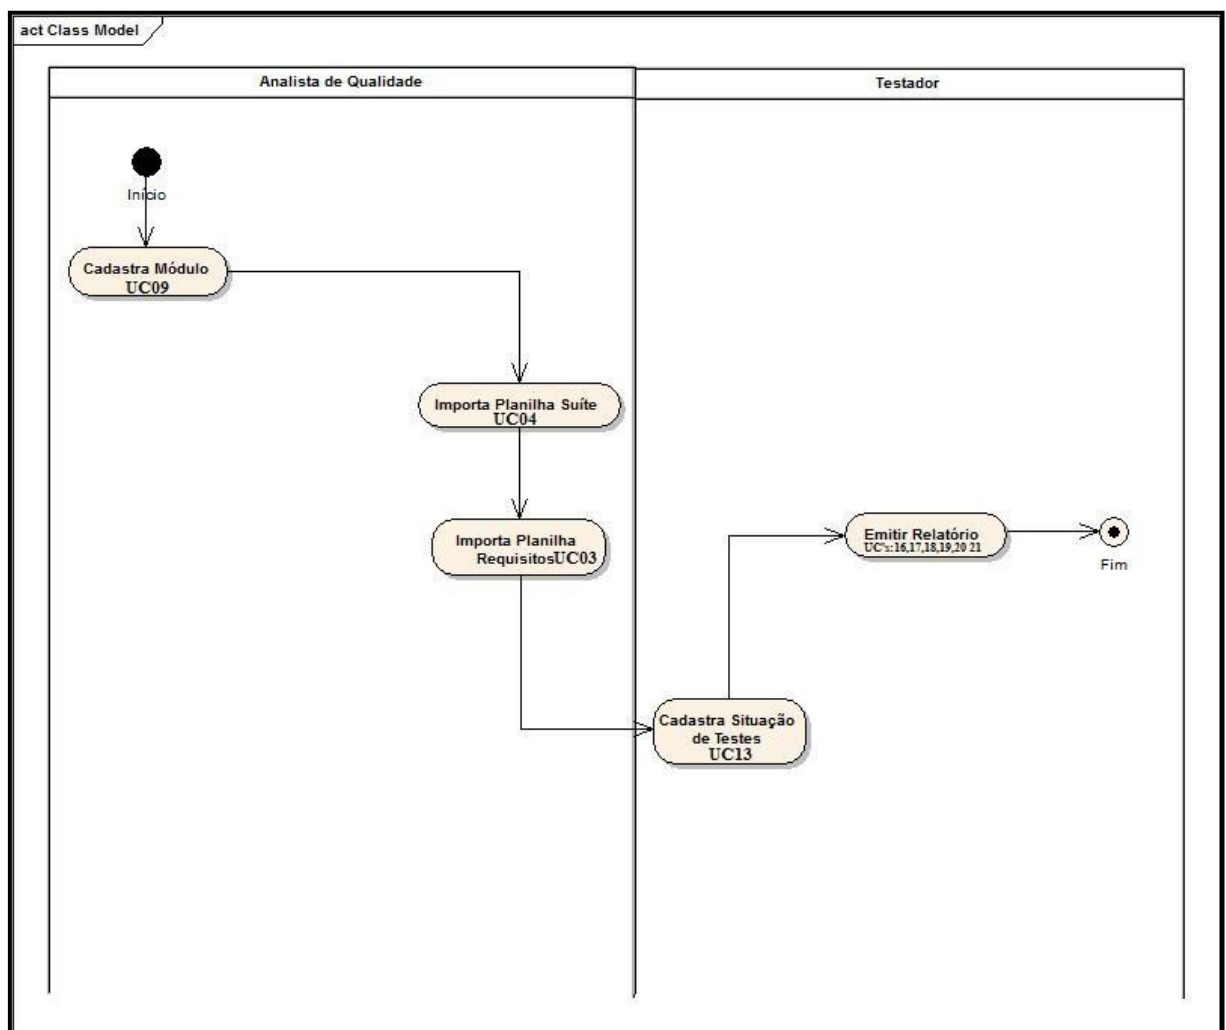 act Class Model
Analista de Qualidade
Testador
Início
Cadastra Módulo
UC09
Importa Planilha Suíte
UC04
Importa Planilha
RequisitosUC03
Emitir Relatório
UC's:16,17,18,19,20 21
Fim
Cadastra Situação
de Testes
UC13